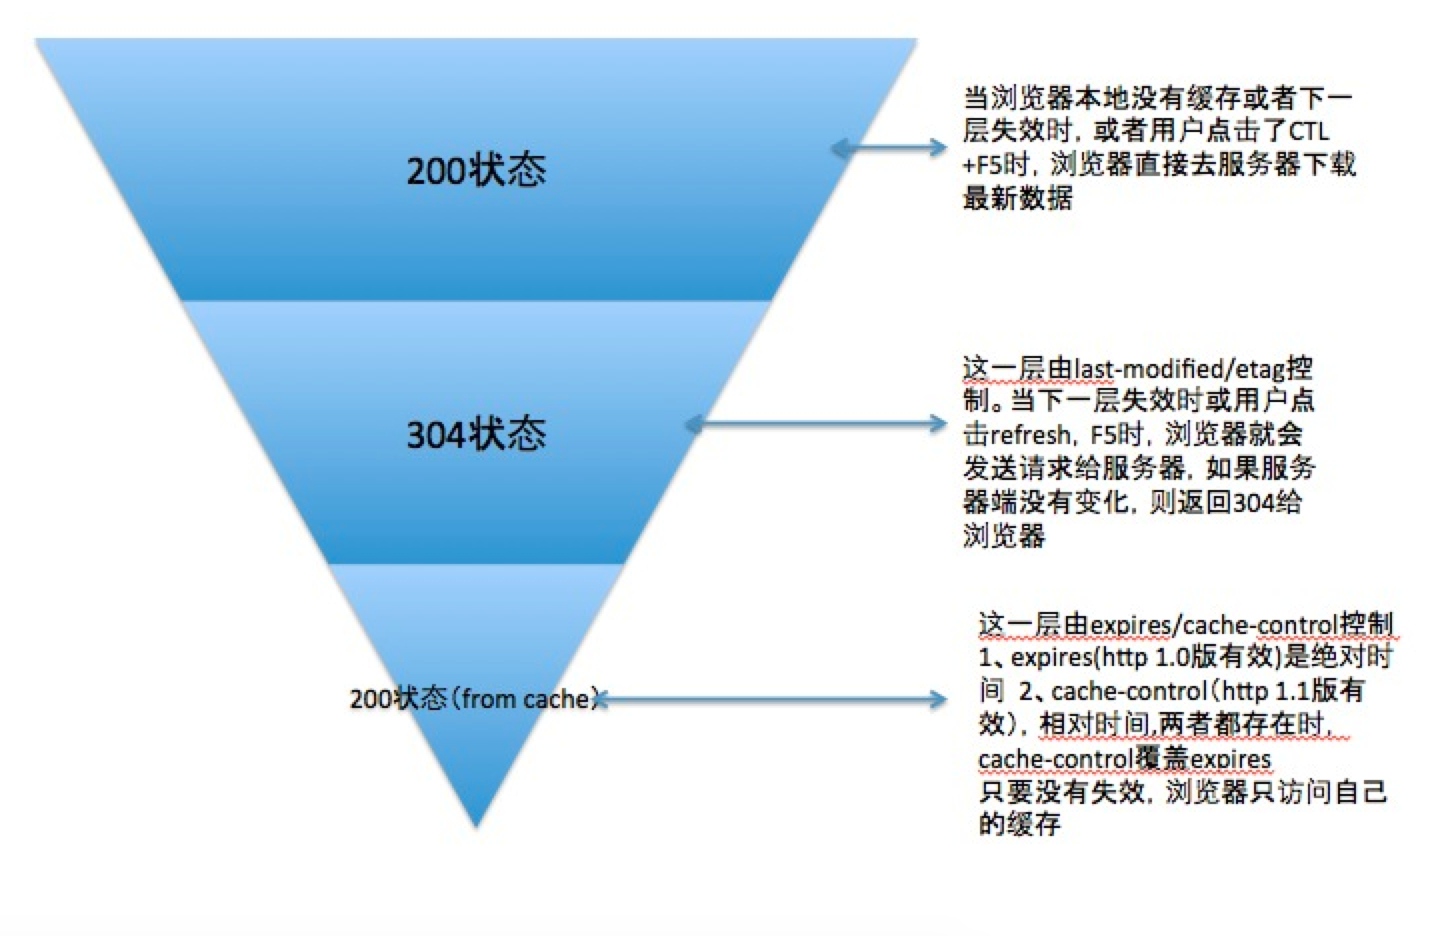 200状态
当浏览器本地没有缓存或者下一
层失效时，或者用户点击了CTL
+F5时，浏览器直接去服务器下载
最新数据
304状态
这一层由last-modified/etag控
制。当下一层失效时或用户点
击refresh，F5时，浏览器就会
发送请求给服务器，如果服务
器端没有变化，则返回304给
浏览器
200状态（from cache）
这一层由expires/cache-control控制
1、expires(http 1.0版有效)是绝对时
间 2、cache-control（http 1.1版有
效），相对时间,两者都存在时，
cache-control覆盖expires
只要没有失效，浏览器只访问自己
的缓存